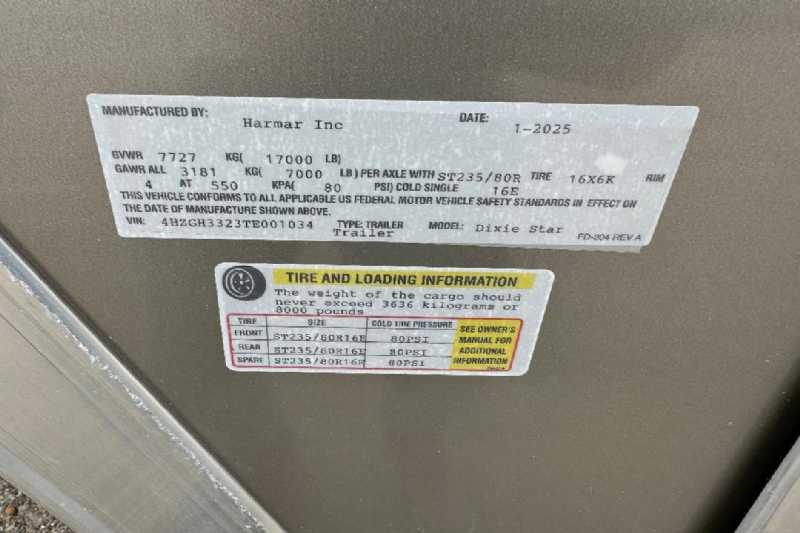 MANUFACTURED BY: Harmar Inc DATE: 1-2025
GVWR 7727 KG( 17000 LB)
GAWR ALL 3181 KG( 7000 LB) PER AXLE WITH ST235/80R TIRE 16X6K RIM
4 AT 550 KPA( 80 PSI) COLD SINGLE 16E
THIS VEHICLE CONFORMS TO ALL APPLICABLE US FEDERAL MOTOR VEHICLE SAFETY STANDARDS IN EFFECT ON
THE DATE OF MANUFACTURE SHOWN ABOVE.
VIN: 4HZGH3323TE001034 TYPE: TRAILER MODEL: Dixie Star
Trailer FD-204 REV A
TIRE AND LOADING INFORMATION
The weight of the cargo should
never exceed 3636 kilograms or
8000 pounds
TIRE SIZE COLD TIRE PRESSURE
FRONT ST235/80R16E 80PSI
REAR ST235/80R16E 80PSI
SPARE ST235/80R16E 80PSI
SEE OWNER'S
MANUAL FOR
ADDITIONAL
INFORMATION